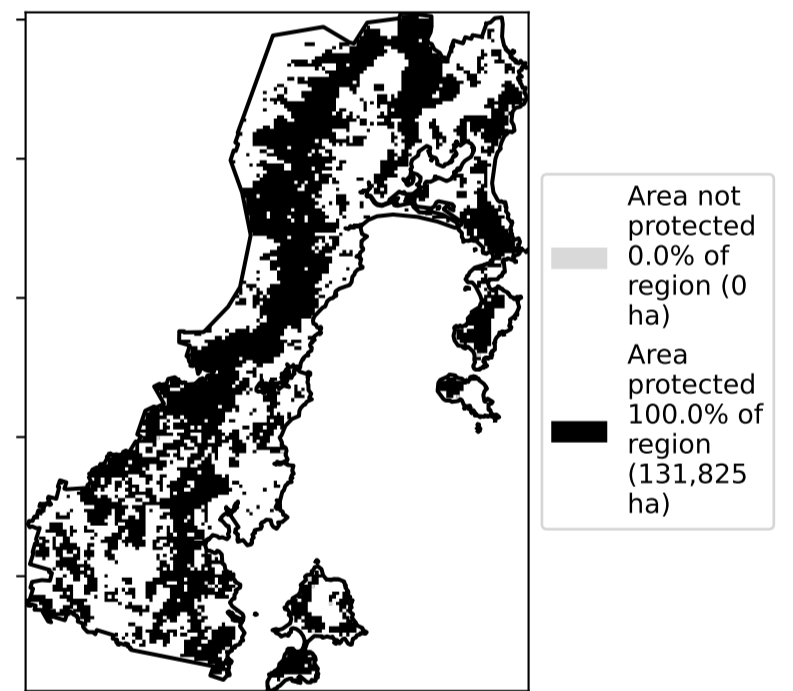 Area not
protected
0.0% of
region (0
ha)
Area
protected
100.0% of
region
(131,825
ha)